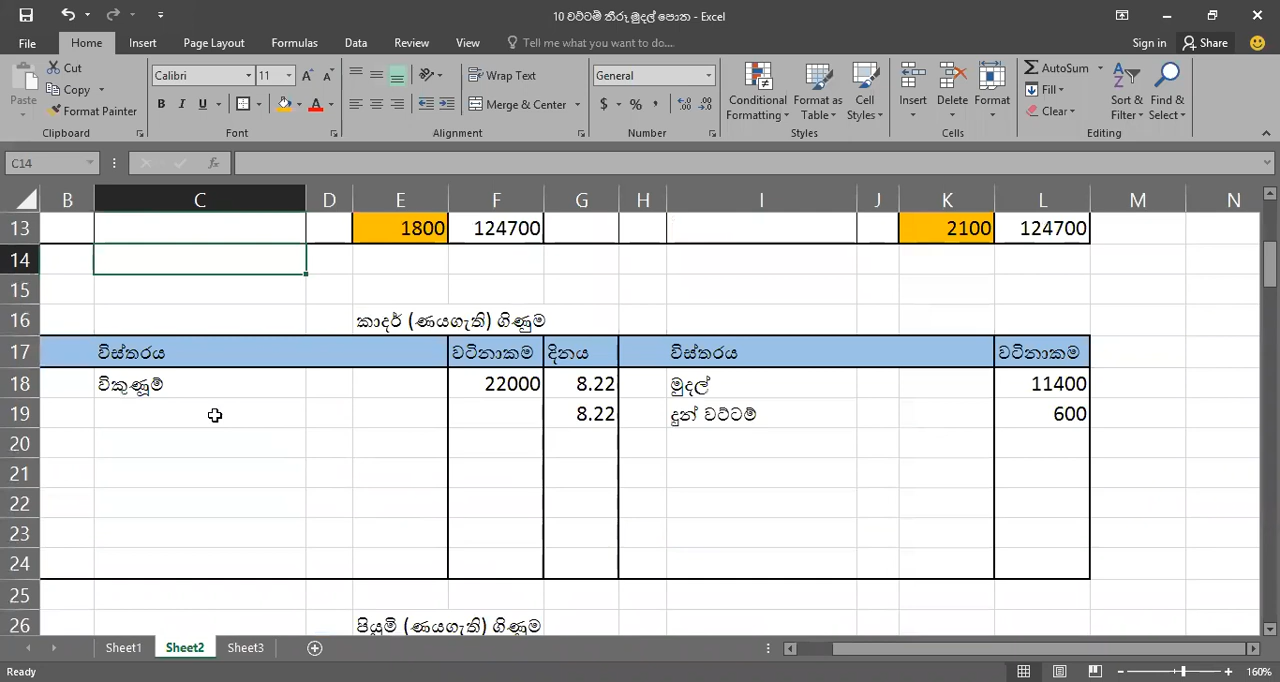 10 වට්ටම් තීරු මුදල් පොත - Excel
File Home Insert Page Layout Formulas Data Review View Tell me what you want to do... Sign in Share
Cut
Copy
Format Painter
Paste
Calibri 11
B I U
Wrap Text
Merge & Center
General
$ % ,
Conditional Formatting
Format as Table
Cell Styles
Insert
Delete
Format
AutoSum
Fill
Clear
Sort & Filter
Find & Select
Clipboard Font Alignment Number Styles Cells Editing
C14 fx
B C D E F G H I J K L M N
13 1800 124700 2100 124700
14
15
16 කාදර් (ණයගැති) ගිණුම
17 විස්තරය වටිනාකම දිනය විස්තරය වටිනාකම
18 විකුණුම් 22000 8.22 මුදල් 11400
19 8.22 දුන් වට්ටම් 600
20
21
22
23
24
25
26 පියුමි (ණයගැති) ගිණුම
Sheet1 Sheet2 Sheet3
Ready 160%